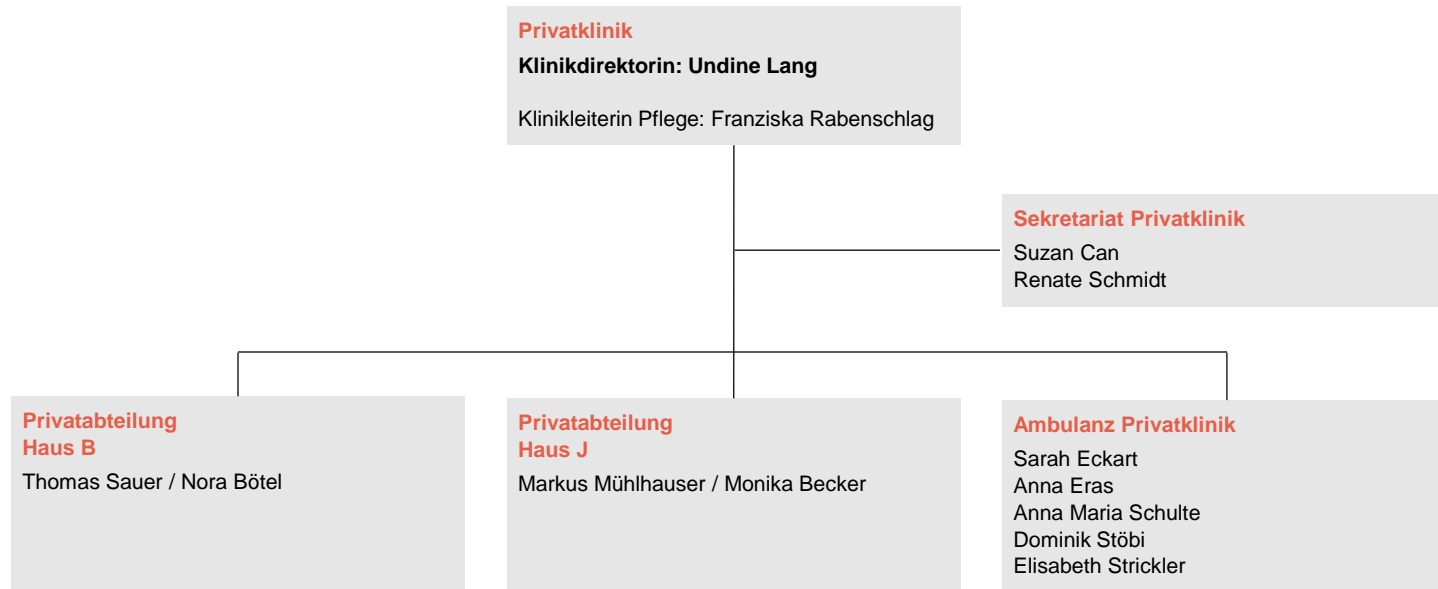 Privatklinik
Klinikdirektorin: Undine Lang
Klinikleiterin Pflege: Franziska Rabenschlag
Sekretariat Privatklinik
Suzan Can
Renate Schmidt
Privatabteilung
Haus B
Thomas Sauer / Nora Bötel
Privatabteilung
Haus J
Markus Mühlhauser / Monika Becker
Ambulanz Privatklinik
Sarah Eckart
Anna Eras
Anna Maria Schulte
Dominik Stöbi
Elisabeth Strickler